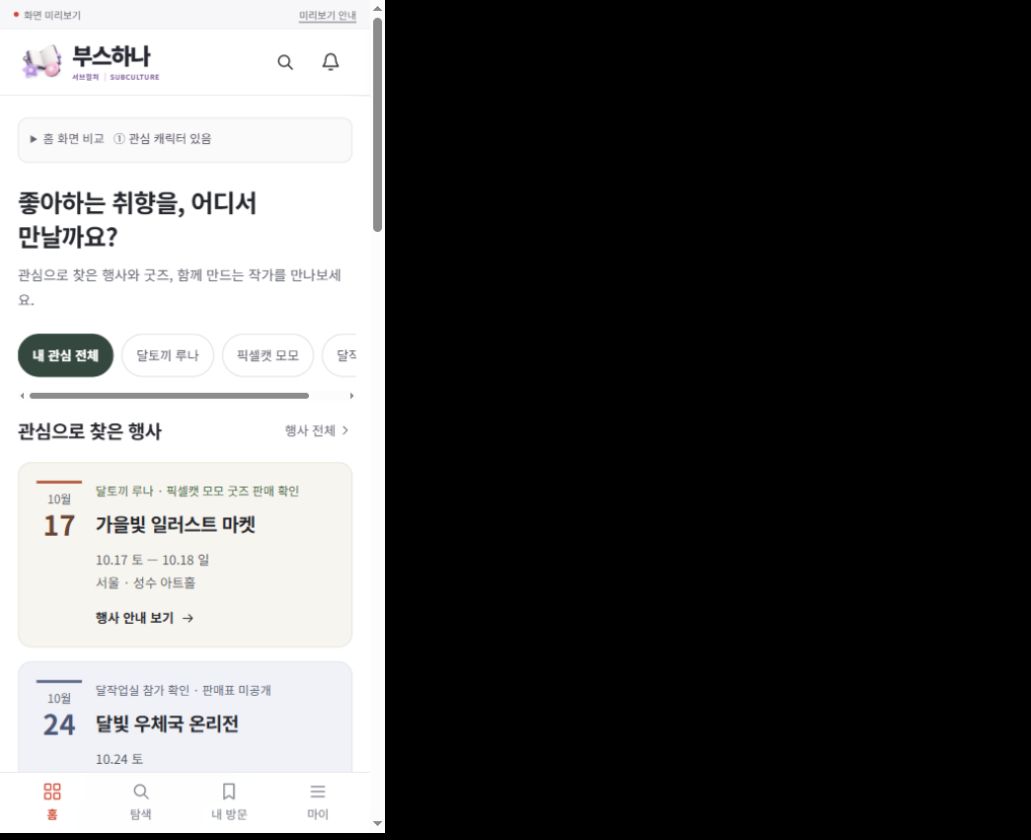 화면 미리보기
미리보기 안내
부스하나
서브컬처 | SUBCULTURE
▶ 홈 화면 비교 ① 관심 캐릭터 있음
좋아하는 취향을, 어디서
만날까요?
관심으로 찾은 행사와 굿즈, 함께 만드는 작가를 만나보세
요.
내 관심 전체
달토끼 루나
픽셀캣 모모
달작
관심으로 찾은 행사
행사 전체 >
10월
17
달토끼 루나 · 픽셀캣 모모 굿즈 판매 확인
가을빛 일러스트 마켓
10.17 토 — 10.18 일
서울 · 성수 아트홀
행사 안내 보기 →
10월
24
달작업실 참가 확인 · 판매표 미공개
달빛 우체국 온리전
10.24 토
홈
탐색
내 방문
마이